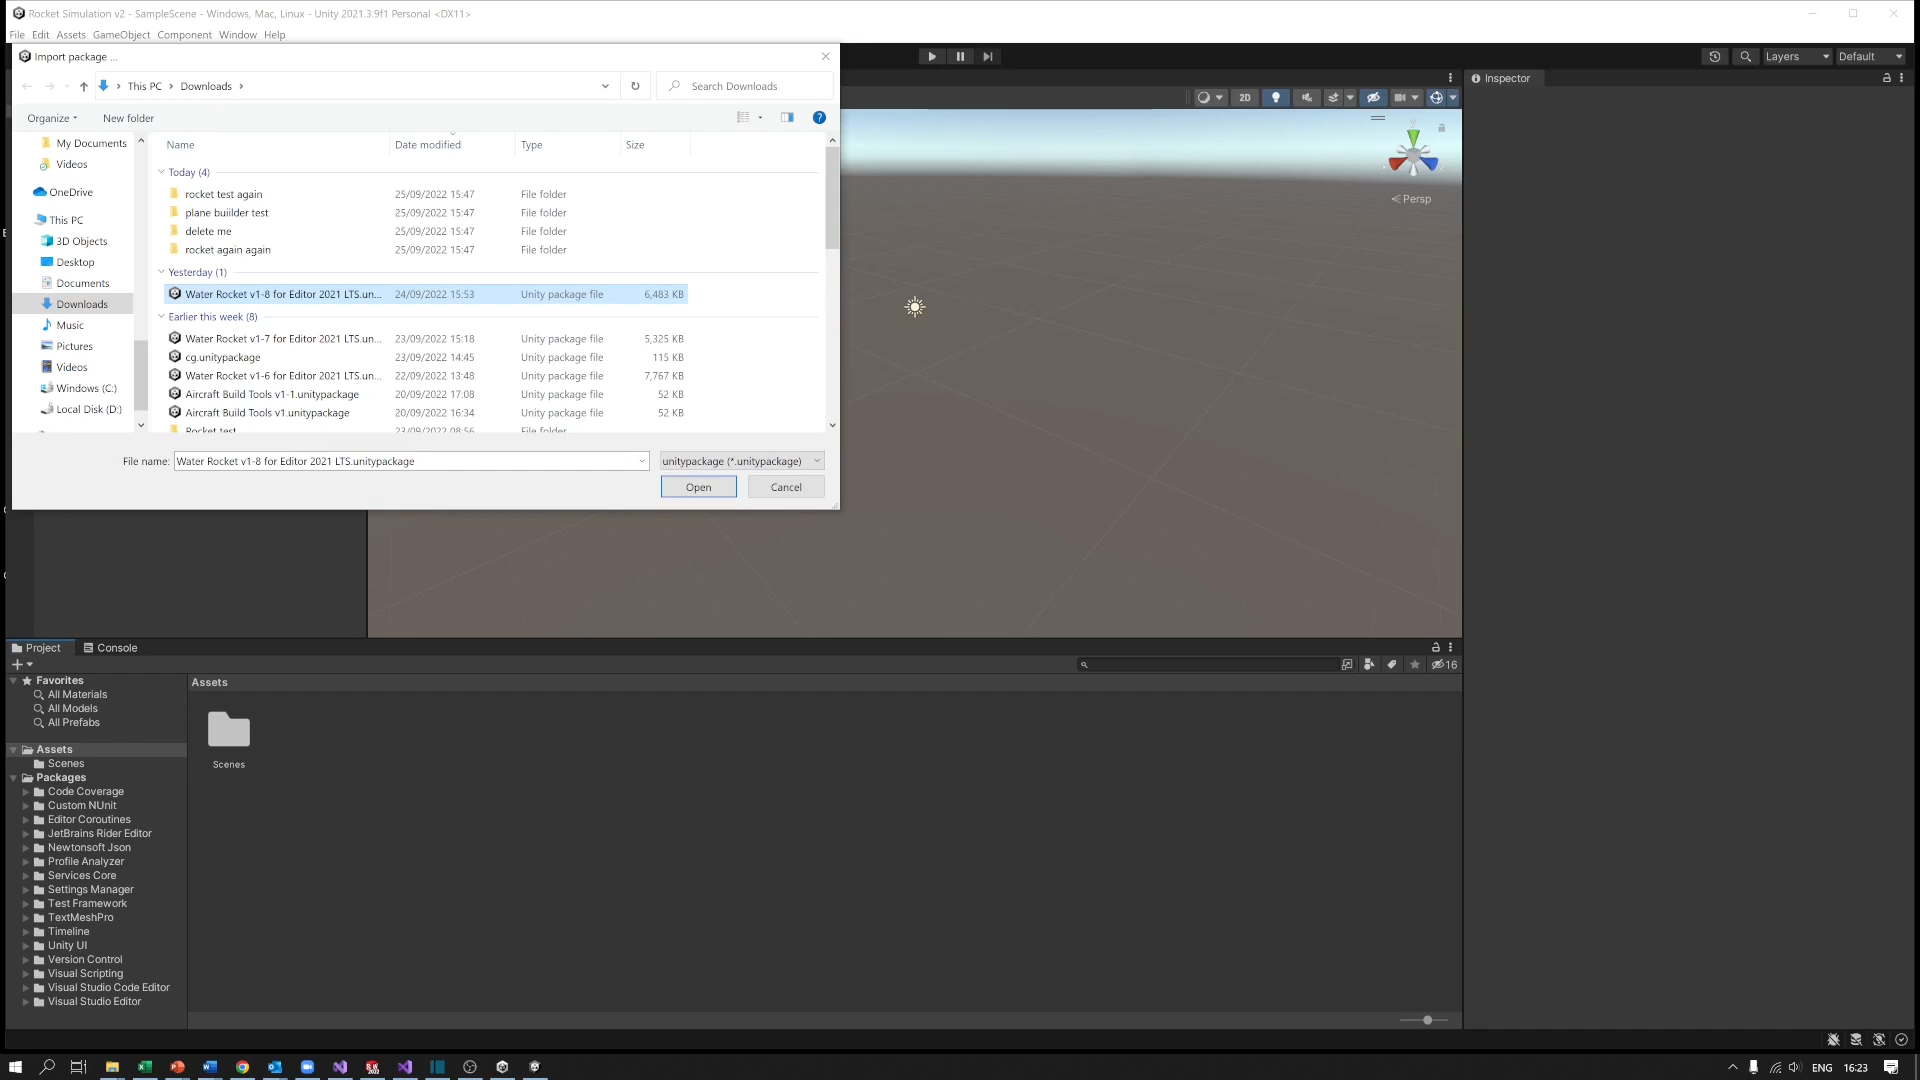 Rocket Simulation v2 - SampleScene - Windows, Mac, Linux - Unity 2021.3.9f1 Personal <DX11>
File Edit Assets GameObject Component Window Help
Import package ...
This PC > Downloads >
Search Downloads
Layers
Default
Inspector
Organize
New folder
2D
Name
Date modified
Type
Size
My Documents
Videos
OneDrive
This PC
3D Objects
Desktop
Documents
Downloads
Music
Pictures
Videos
Windows (C:)
Local Disk (D:)
Today (4)
rocket test again 25/09/2022 15:47 File folder
plane buiilder test 25/09/2022 15:47 File folder
delete me 25/09/2022 15:47 File folder
rocket again again 25/09/2022 15:47 File folder
Yesterday (1)
Water Rocket v1-8 for Editor 2021 LTS.un... 24/09/2022 15:53 Unity package file 6,483 KB
Earlier this week (8)
Water Rocket v1-7 for Editor 2021 LTS.un... 23/09/2022 15:18 Unity package file 5,325 KB
cg.unitypackage 23/09/2022 14:45 Unity package file 115 KB
Water Rocket v1-6 for Editor 2021 LTS.un... 22/09/2022 13:48 Unity package file 7,767 KB
Aircraft Build Tools v1-1.unitypackage 20/09/2022 17:08 Unity package file 52 KB
Aircraft Build Tools v1.unitypackage 20/09/2022 16:34 Unity package file 52 KB
Rocket test 23/09/2022 08:56 File folder
File name: Water Rocket v1-8 for Editor 2021 LTS.unitypackage
unitypackage (*.unitypackage)
Open
Cancel
Persp
Project
Console
16
Favorites
All Materials
All Models
All Prefabs
Assets
Scenes
Packages
Code Coverage
Custom NUnit
Editor Coroutines
JetBrains Rider Editor
Newtonsoft Json
Profile Analyzer
Services Core
Settings Manager
Test Framework
TextMeshPro
Timeline
Unity UI
Version Control
Visual Scripting
Visual Studio Code Editor
Visual Studio Editor
Assets
Scenes
ENG
16:23